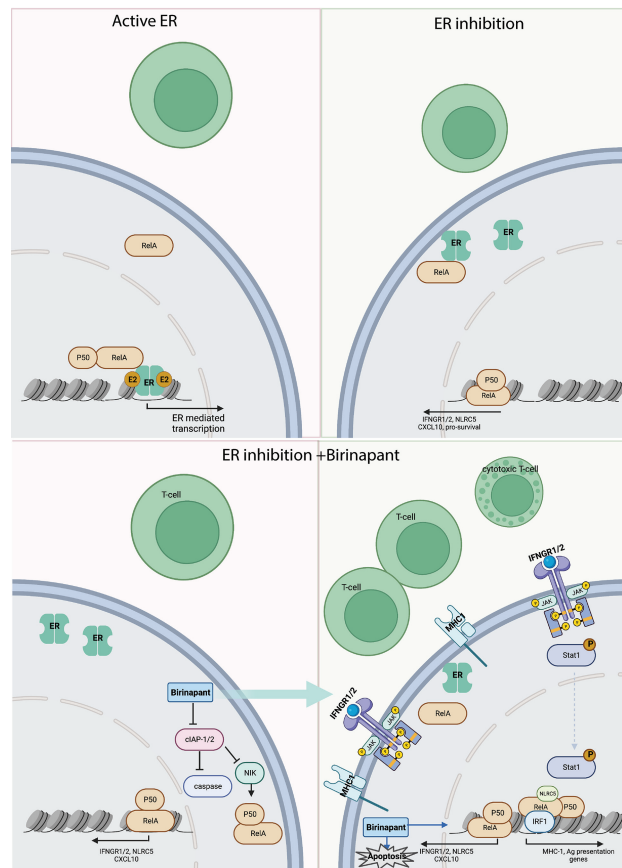 Active ER
ER inhibition
RelA
P50
RelA
E2
ER
E2
ER mediated
transcription
ER
ER
RelA
P50
RelA
IFNGR1/2, NLRC5
CXCL10, pro-survival
ER inhibition +Birinapant
T-cell
ER
ER
Birinapant
cIAP-1/2
caspase
NIK
P50
RelA
P50
RelA
IFNGR1/2, NLRC5
CXCL10
cytotoxic T-cell
T-cell
T-cell
IFNGR1/2
P
P
JAK
JAK
P
P
P
P
P
P
MHC1
Stat1
P
ER
RelA
IFNGR1/2
P
P
JAK
JAK
P
P
P
P
P
P
MHC1
Stat1
P
Birinapant
Apoptosis
P50
RelA
NLRC5
RelA
P50
IRF1
IFNGR1/2, NLRC5
CXCL10
MHC-1, Ag presentation
genes